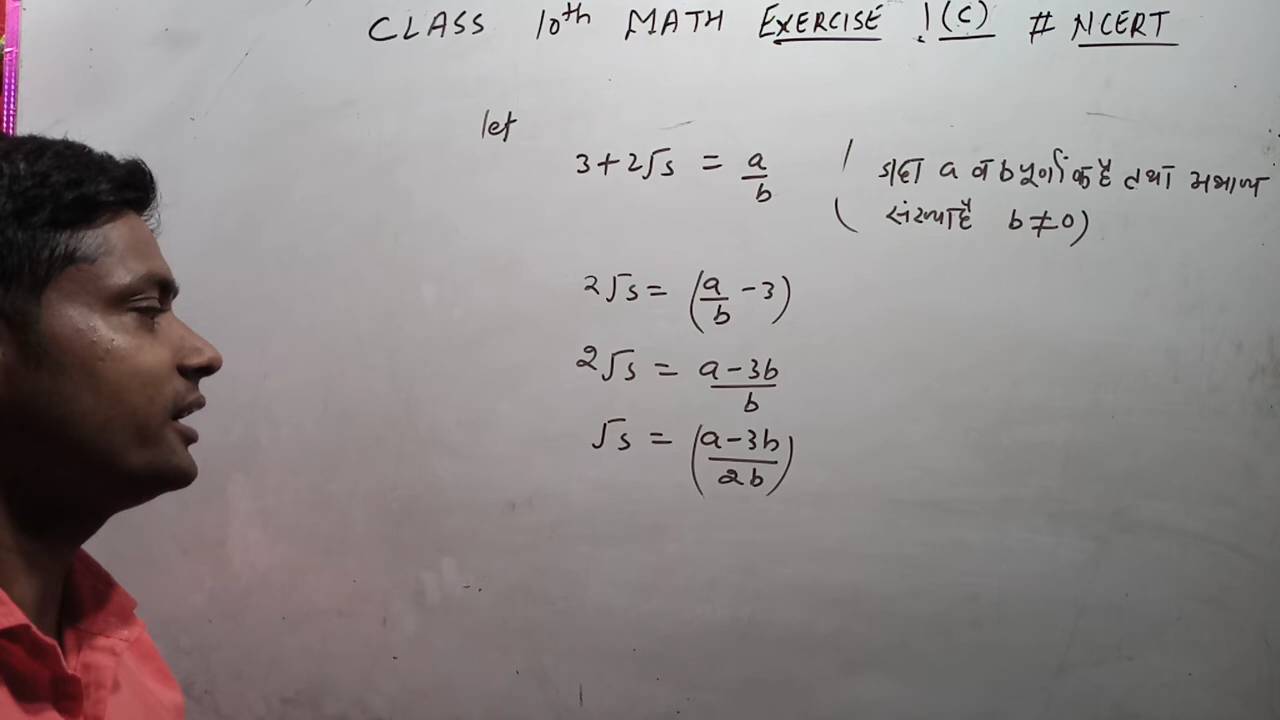 CLASS 10th MATH EXERCISE 1(C) # NCERT
let
3+2√5 = a/b ( जहाँ a व b पूर्णांक है तथा अभाज्य
संख्या है b≠0)
2√5 = (a/b -3)
2√5 = a-3b/b
√5 = (a-3b/2b)